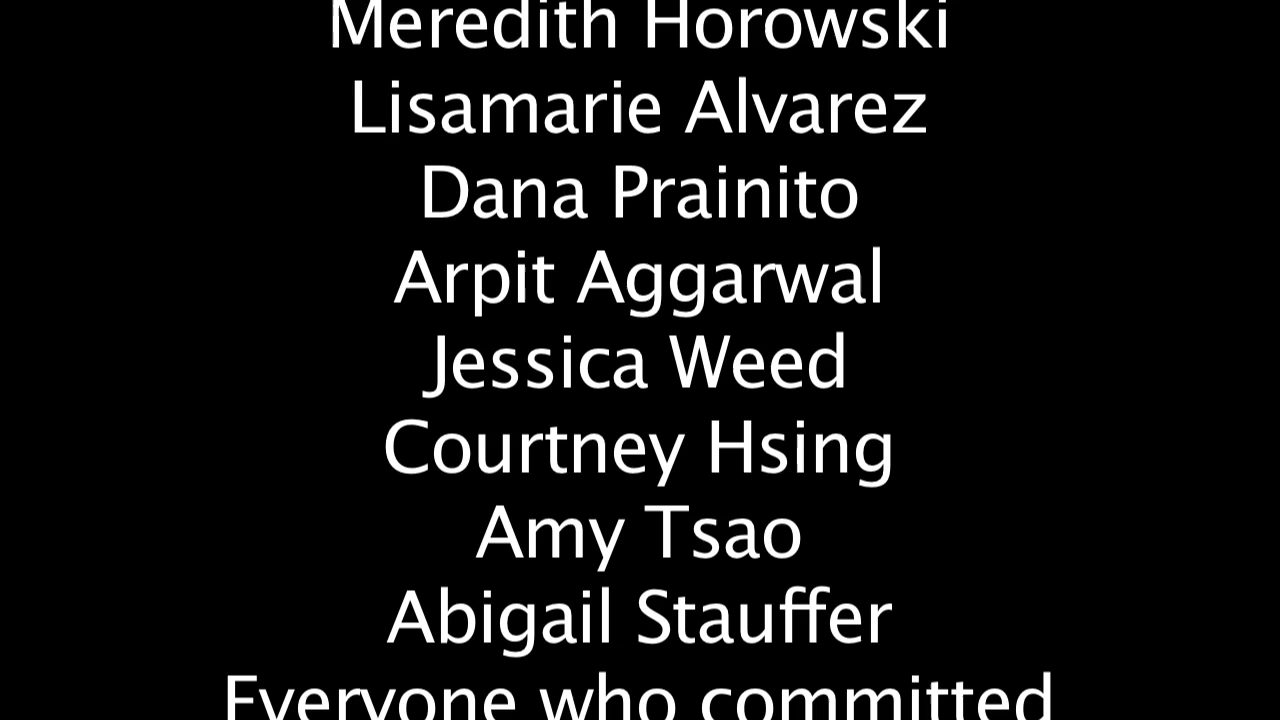 Meredith Horowski
Lisamarie Alvarez
Dana Prainito
Arpit Aggarwal
Jessica Weed
Courtney Hsing
Amy Tsao
Abigail Stauffer
Everyone who committed